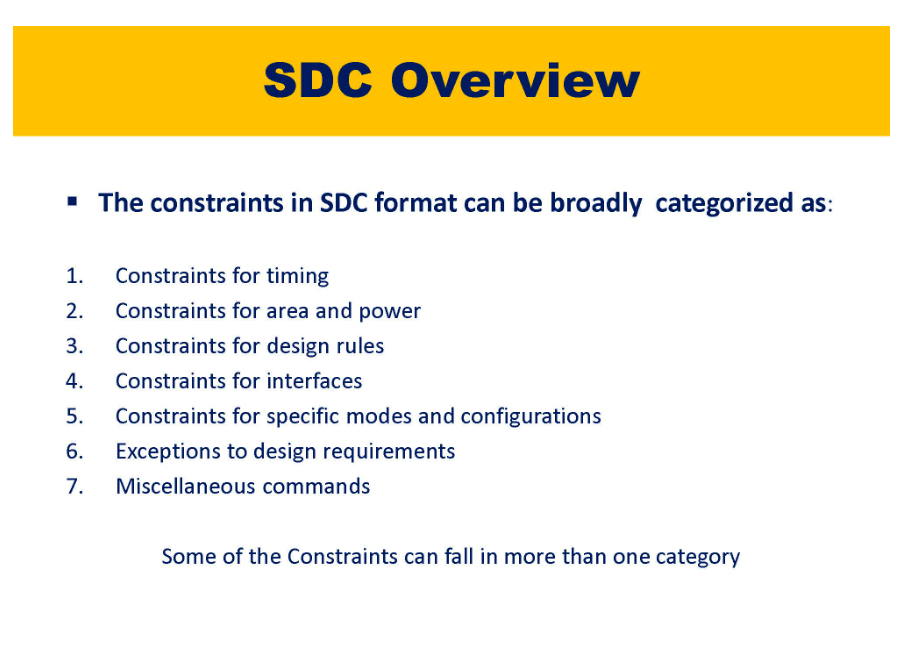 SDC Overview
▪ The constraints in SDC format can be broadly categorized as:
1. Constraints for timing
2. Constraints for area and power
3. Constraints for design rules
4. Constraints for interfaces
5. Constraints for specific modes and configurations
6. Exceptions to design requirements
7. Miscellaneous commands
Some of the Constraints can fall in more than one category